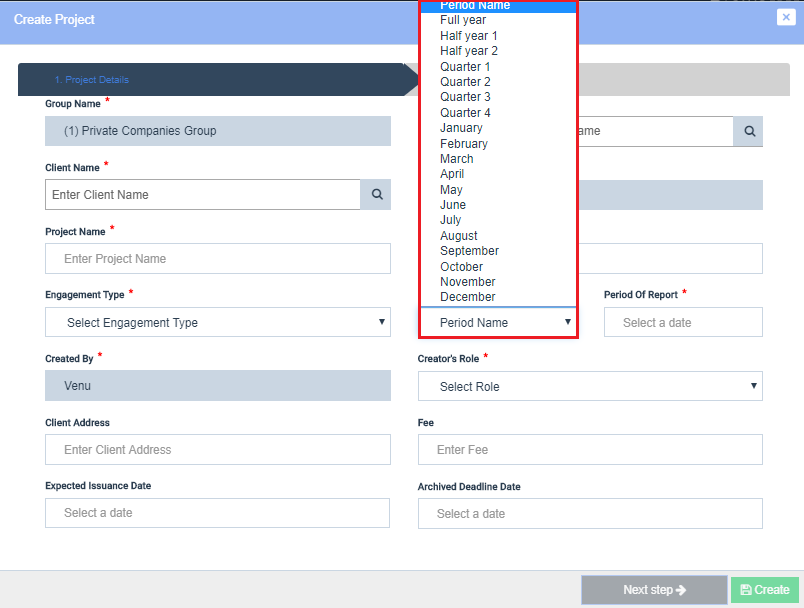 Create Project
×
1. Project Details
Group Name *
(1) Private Companies Group
Client Name *
Enter Client Name
Project Name *
Enter Project Name
Engagement Type *
Select Engagement Type
Period Name
Full year
Half year 1
Half year 2
Quarter 1
Quarter 2
Quarter 3
Quarter 4
January
February
March
April
May
June
July
August
September
October
November
December
Period Name
Period Of Report *
Select a date
Created By *
Venu
Creator's Role *
Select Role
Client Address
Enter Client Address
Fee
Enter Fee
Expected Issuance Date
Select a date
Archived Deadline Date
Select a date
Next step
Create